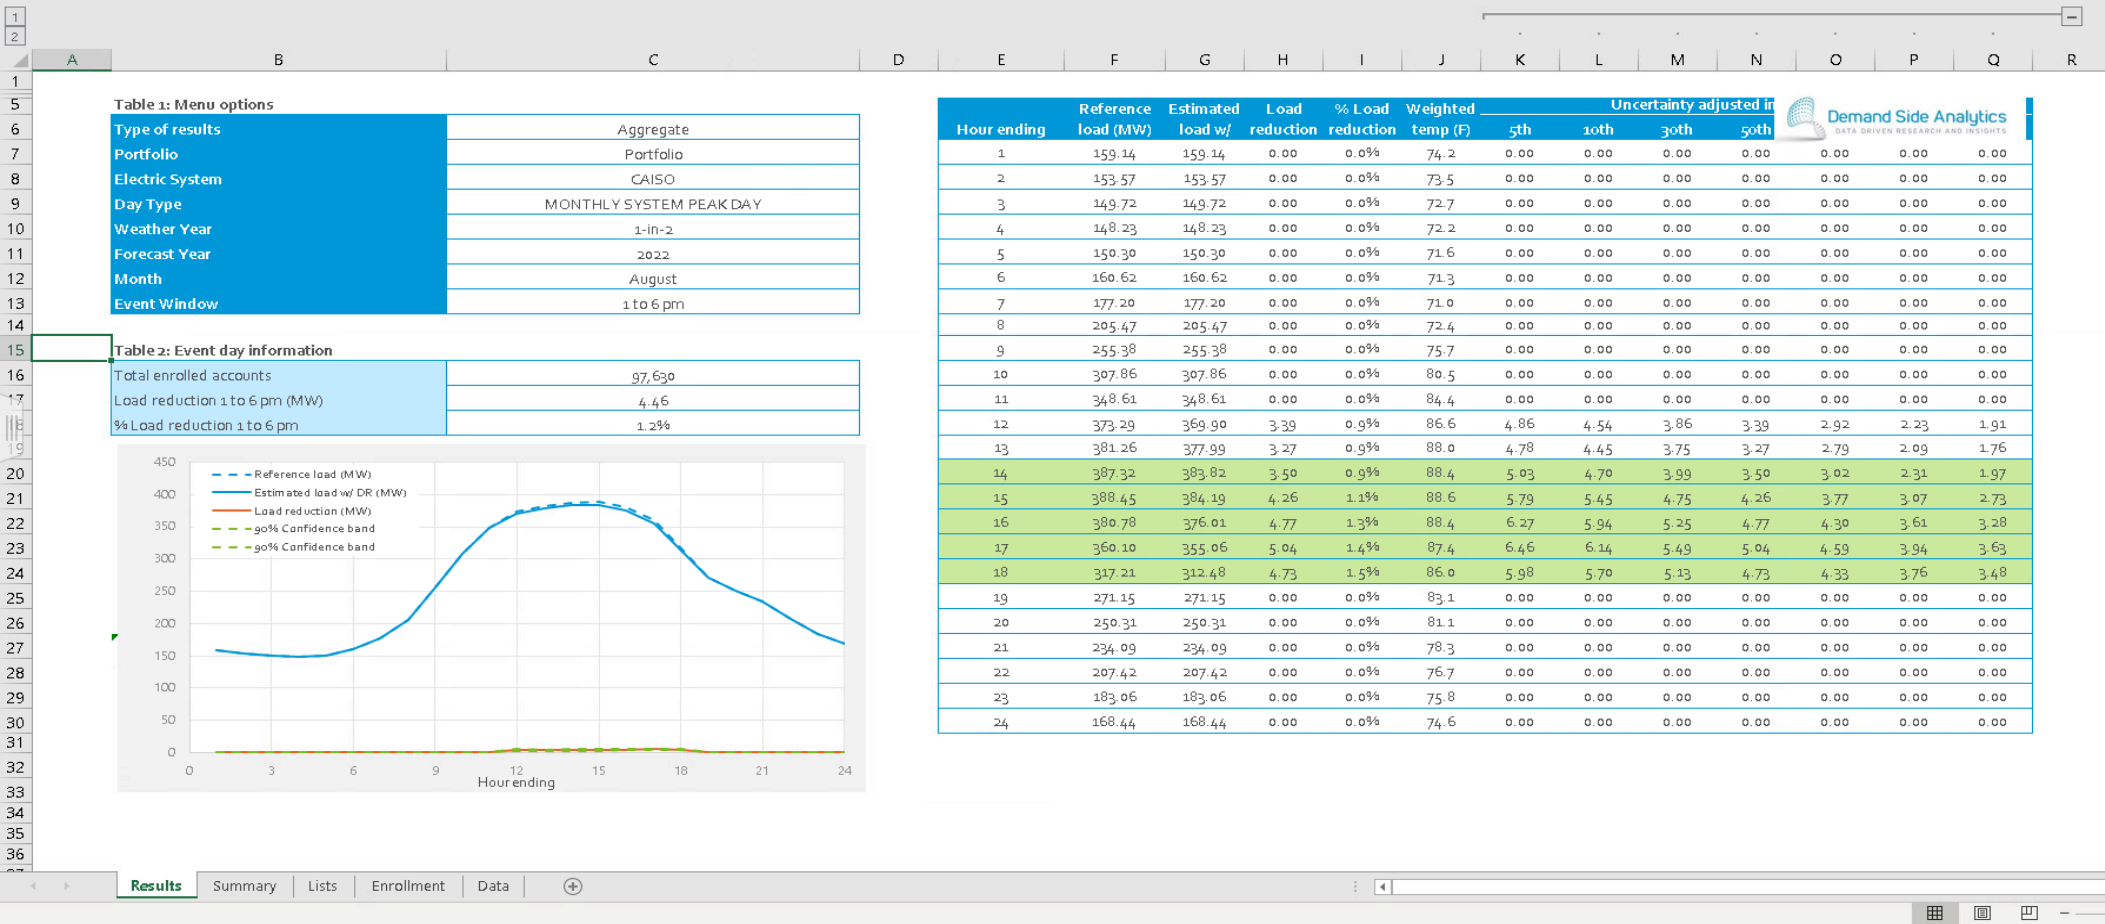 1
2
A B C D E F G H I J K L M N O P Q R
1
5 Table 1: Menu options
6 Type of results Aggregate
7 Portfolio Portfolio
8 Electric System CAISO
9 Day Type MONTHLY SYSTEM PEAK DAY
10 Weather Year 1-in-2
11 Forecast Year 2022
12 Month August
13 Event Window 1 to 6 pm
14
15 Table 2: Event day information
16 Total enrolled accounts 97,630
17 Load reduction 1 to 6 pm (MW) 4.46
18 % Load reduction 1 to 6 pm 1.2%
19
20
21
22
23
24
25
26
27
28
29
30
31
32
33
34
35
36
450
400
350
300
250
200
150
100
50
0
Reference load (MW)
Estimated load w/ DR (MW)
Load reduction (MW)
90% Confidence band
90% Confidence band
0 3 6 9 12 15 18 21 24
Hour ending
Reference Estimated Load % Load Weighted Uncertainty adjusted
Hour ending load (MW) load w/ reduction reduction temp (F) 5th 10th 30th 50th
Demand Side Analytics
DATA DRIVEN RESEARCH AND INSIGHTS
1 159.14 159.14 0.00 0.0% 74.2 0.00 0.00 0.00 0.00 0.00 0.00 0.00
2 153.57 153.57 0.00 0.0% 73.5 0.00 0.00 0.00 0.00 0.00 0.00 0.00
3 149.72 149.72 0.00 0.0% 72.7 0.00 0.00 0.00 0.00 0.00 0.00 0.00
4 148.23 148.23 0.00 0.0% 72.2 0.00 0.00 0.00 0.00 0.00 0.00 0.00
5 150.30 150.30 0.00 0.0% 71.6 0.00 0.00 0.00 0.00 0.00 0.00 0.00
6 160.62 160.62 0.00 0.0% 71.3 0.00 0.00 0.00 0.00 0.00 0.00 0.00
7 177.20 177.20 0.00 0.0% 71.0 0.00 0.00 0.00 0.00 0.00 0.00 0.00
8 205.47 205.47 0.00 0.0% 72.4 0.00 0.00 0.00 0.00 0.00 0.00 0.00
9 255.38 255.38 0.00 0.0% 75.7 0.00 0.00 0.00 0.00 0.00 0.00 0.00
10 307.86 307.86 0.00 0.0% 80.5 0.00 0.00 0.00 0.00 0.00 0.00 0.00
11 348.61 348.61 0.00 0.0% 84.4 0.00 0.00 0.00 0.00 0.00 0.00 0.00
12 373.29 369.90 3.39 0.9% 86.6 4.86 4.54 3.86 3.39 2.92 2.23 1.91
13 381.26 377.99 3.27 0.9% 88.0 4.78 4.45 3.75 3.27 2.79 2.09 1.76
14 387.32 383.82 3.50 0.9% 88.4 5.03 4.70 3.99 3.50 3.02 2.31 1.97
15 388.45 384.19 4.26 1.1% 88.6 5.79 5.45 4.75 4.26 3.77 3.07 2.73
16 380.78 376.01 4.77 1.3% 88.4 6.27 5.94 5.25 4.77 4.30 3.61 3.28
17 360.10 355.06 5.04 1.4% 87.4 6.46 6.14 5.49 5.04 4.59 3.94 3.63
18 317.21 312.48 4.73 1.5% 86.0 5.98 5.70 5.13 4.73 4.33 3.76 3.48
19 271.15 271.15 0.00 0.0% 83.1 0.00 0.00 0.00 0.00 0.00 0.00 0.00
20 250.31 250.31 0.00 0.0% 81.1 0.00 0.00 0.00 0.00 0.00 0.00 0.00
21 234.09 234.09 0.00 0.0% 78.3 0.00 0.00 0.00 0.00 0.00 0.00 0.00
22 207.42 207.42 0.00 0.0% 76.7 0.00 0.00 0.00 0.00 0.00 0.00 0.00
23 183.06 183.06 0.00 0.0% 75.8 0.00 0.00 0.00 0.00 0.00 0.00 0.00
24 168.44 168.44 0.00 0.0% 74.6 0.00 0.00 0.00 0.00 0.00 0.00 0.00
Results Summary Lists Enrollment Data